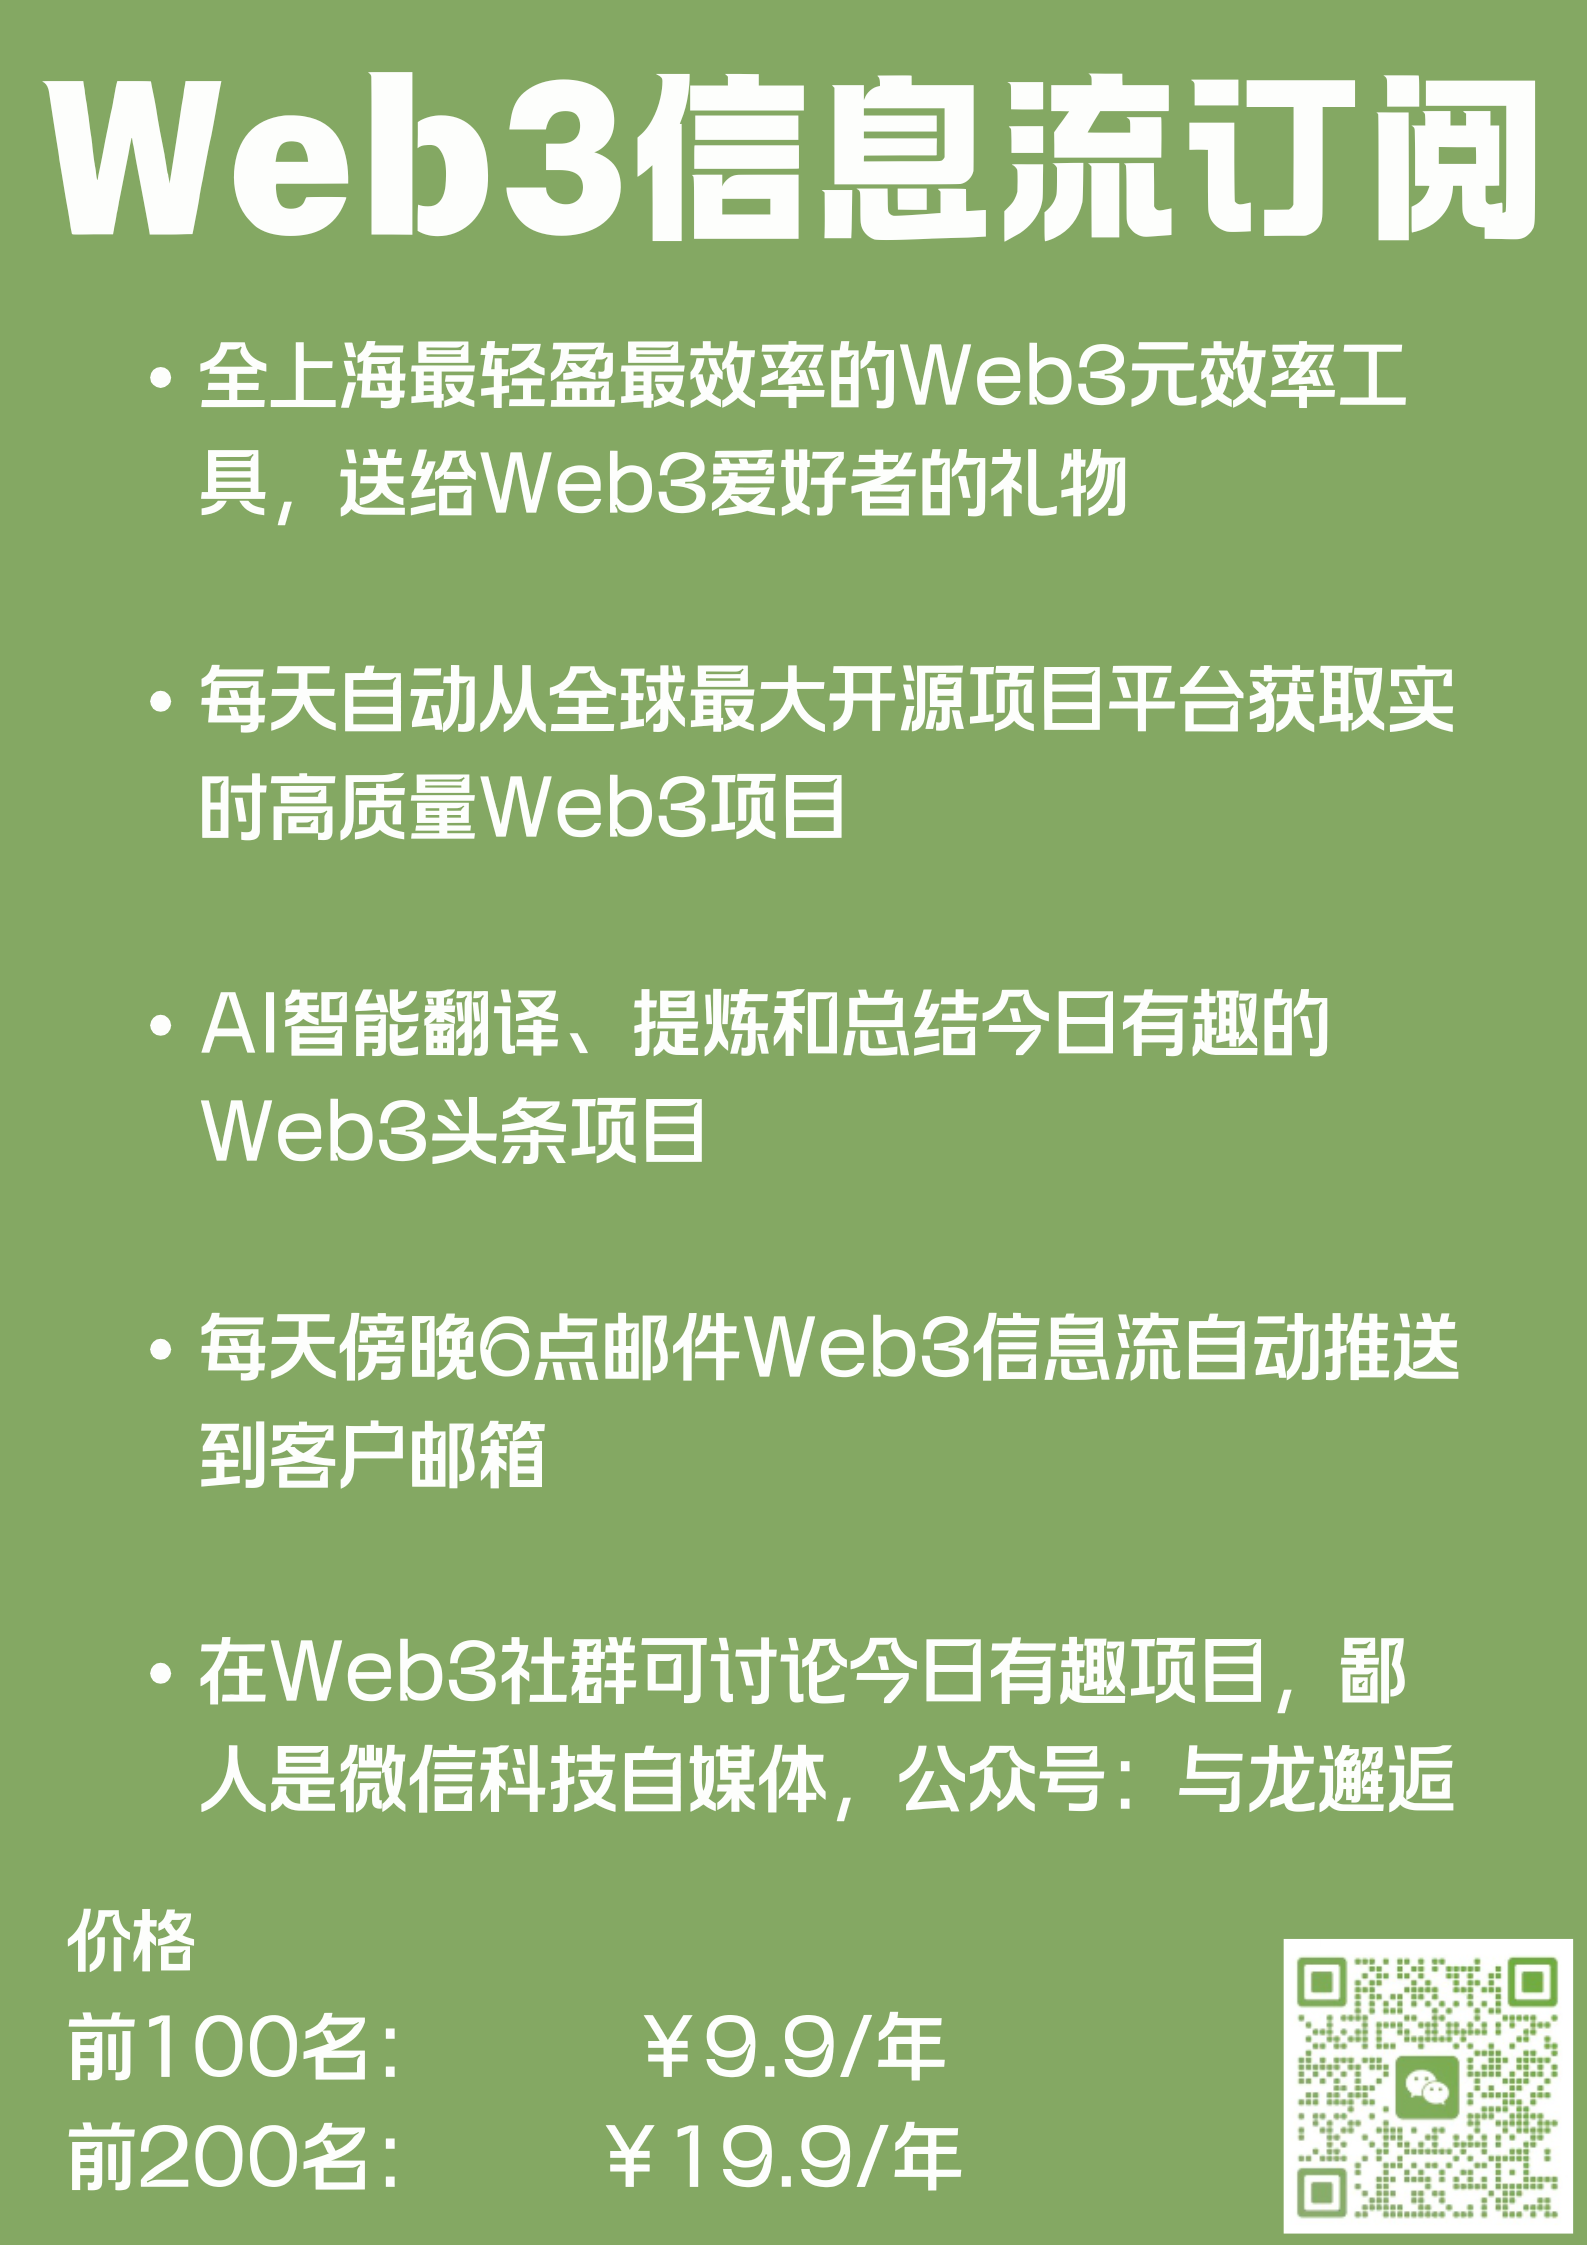 Web3信息流订阅
• 全上海最轻盈最效率的Web3元效率工
具，送给Web3爱好者的礼物
• 每天自动从全球最大开源项目平台获取实
时高质量Web3项目
• AI智能翻译、提炼和总结今日有趣的
Web3头条项目
• 每天傍晚6点邮件Web3信息流自动推送
到客户邮箱
• 在Web3社群可讨论今日有趣项目，鄙
人是微信科技自媒体，公众号：与龙邂逅
价格
前100名： ￥9.9/年
前200名： ￥19.9/年